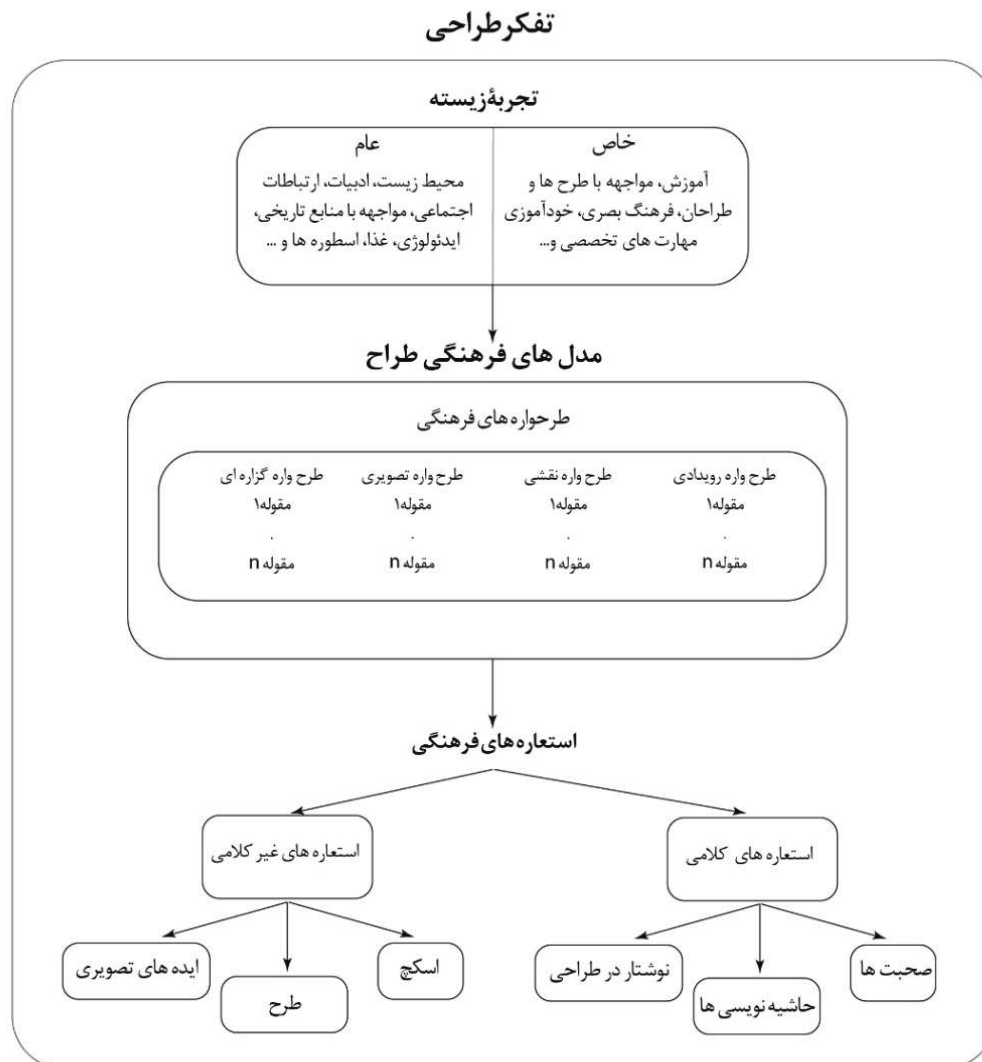 تفکر طراحی
تجربهٔ زیسته
خاص
آموزش، مواجهه با طرح ها و
طراحان، فرهنگ بصری، خودآموزی
مهارت های تخصصی و...
عام
محیط زیست، ادبیات، ارتباطات
اجتماعی، مواجهه با منابع تاریخی،
ایدئولوژی، غذا، اسطوره ها و ...
مدل های فرهنگی طراح
طرحواره های فرهنگی
طرح واره رویدادی
مقوله۱
.
مقوله n
طرح واره نقشی
مقوله۱
.
مقوله n
طرح واره تصویری
مقوله۱
.
مقوله n
طرح واره گزاره ای
مقوله۱
.
مقوله n
استعاره های فرهنگی
استعاره های کلامی
استعاره های غیر کلامی
صحبت ها
حاشیه نویسی ها
نوشتار در طراحی
اسکچ
طرح
ایده های تصویری